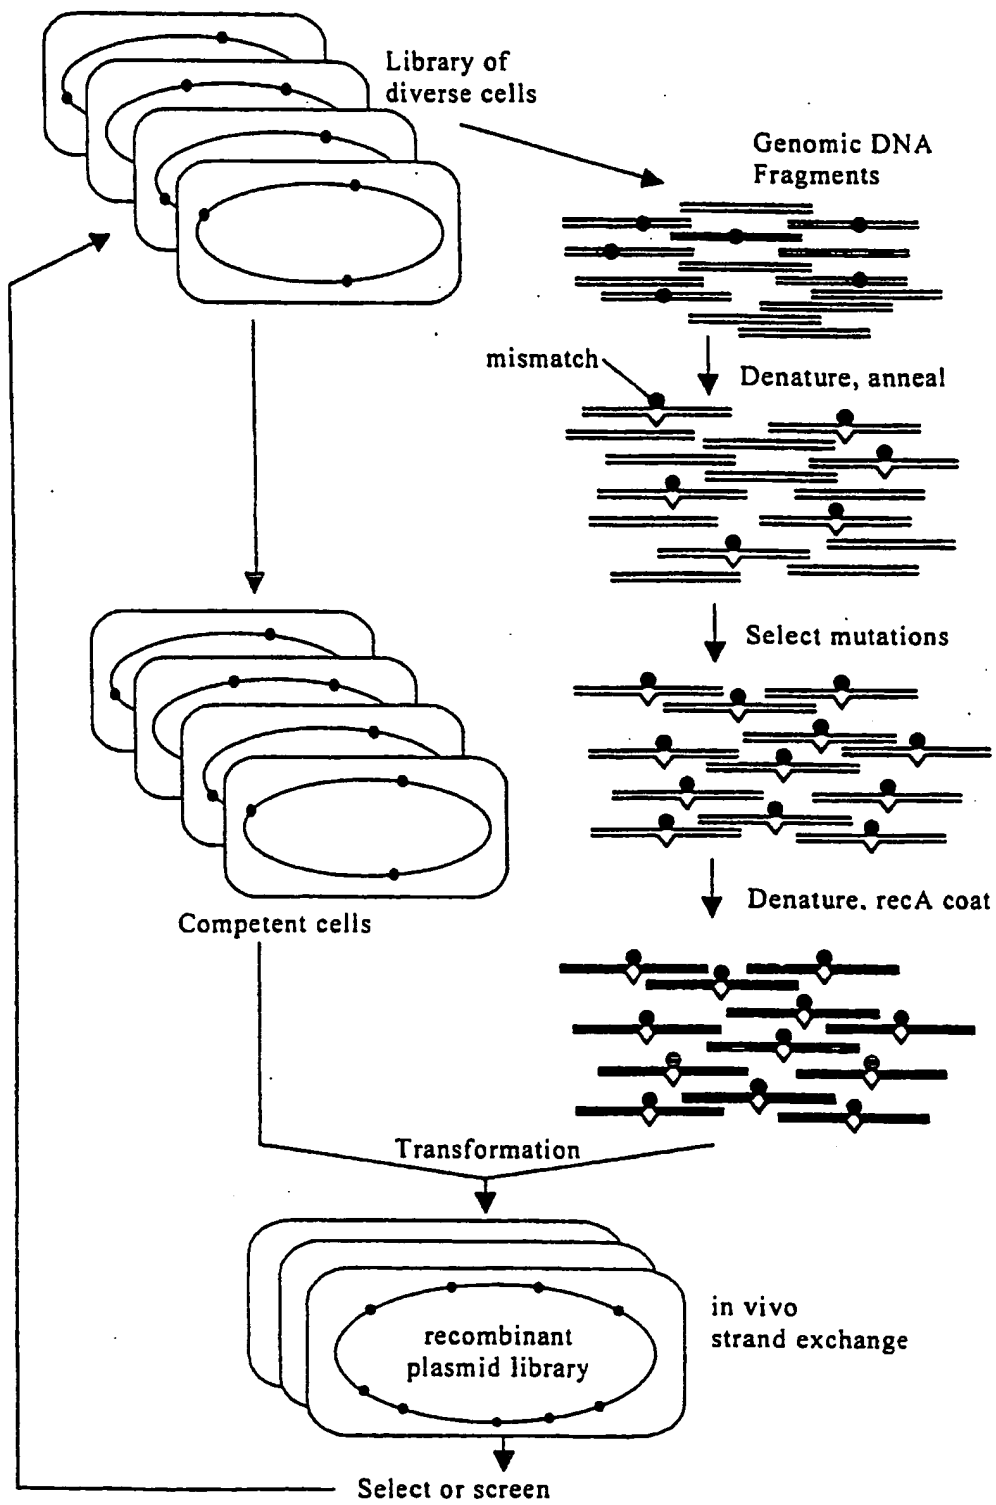 Library of
diverse cells
Genomic DNA
Fragments
mismatch
Denature, anneal
Select mutations
Denature. recA coat
Competent cells
Transformation
recombinant
plasmid library
in vivo
strand exchange
Select or screen